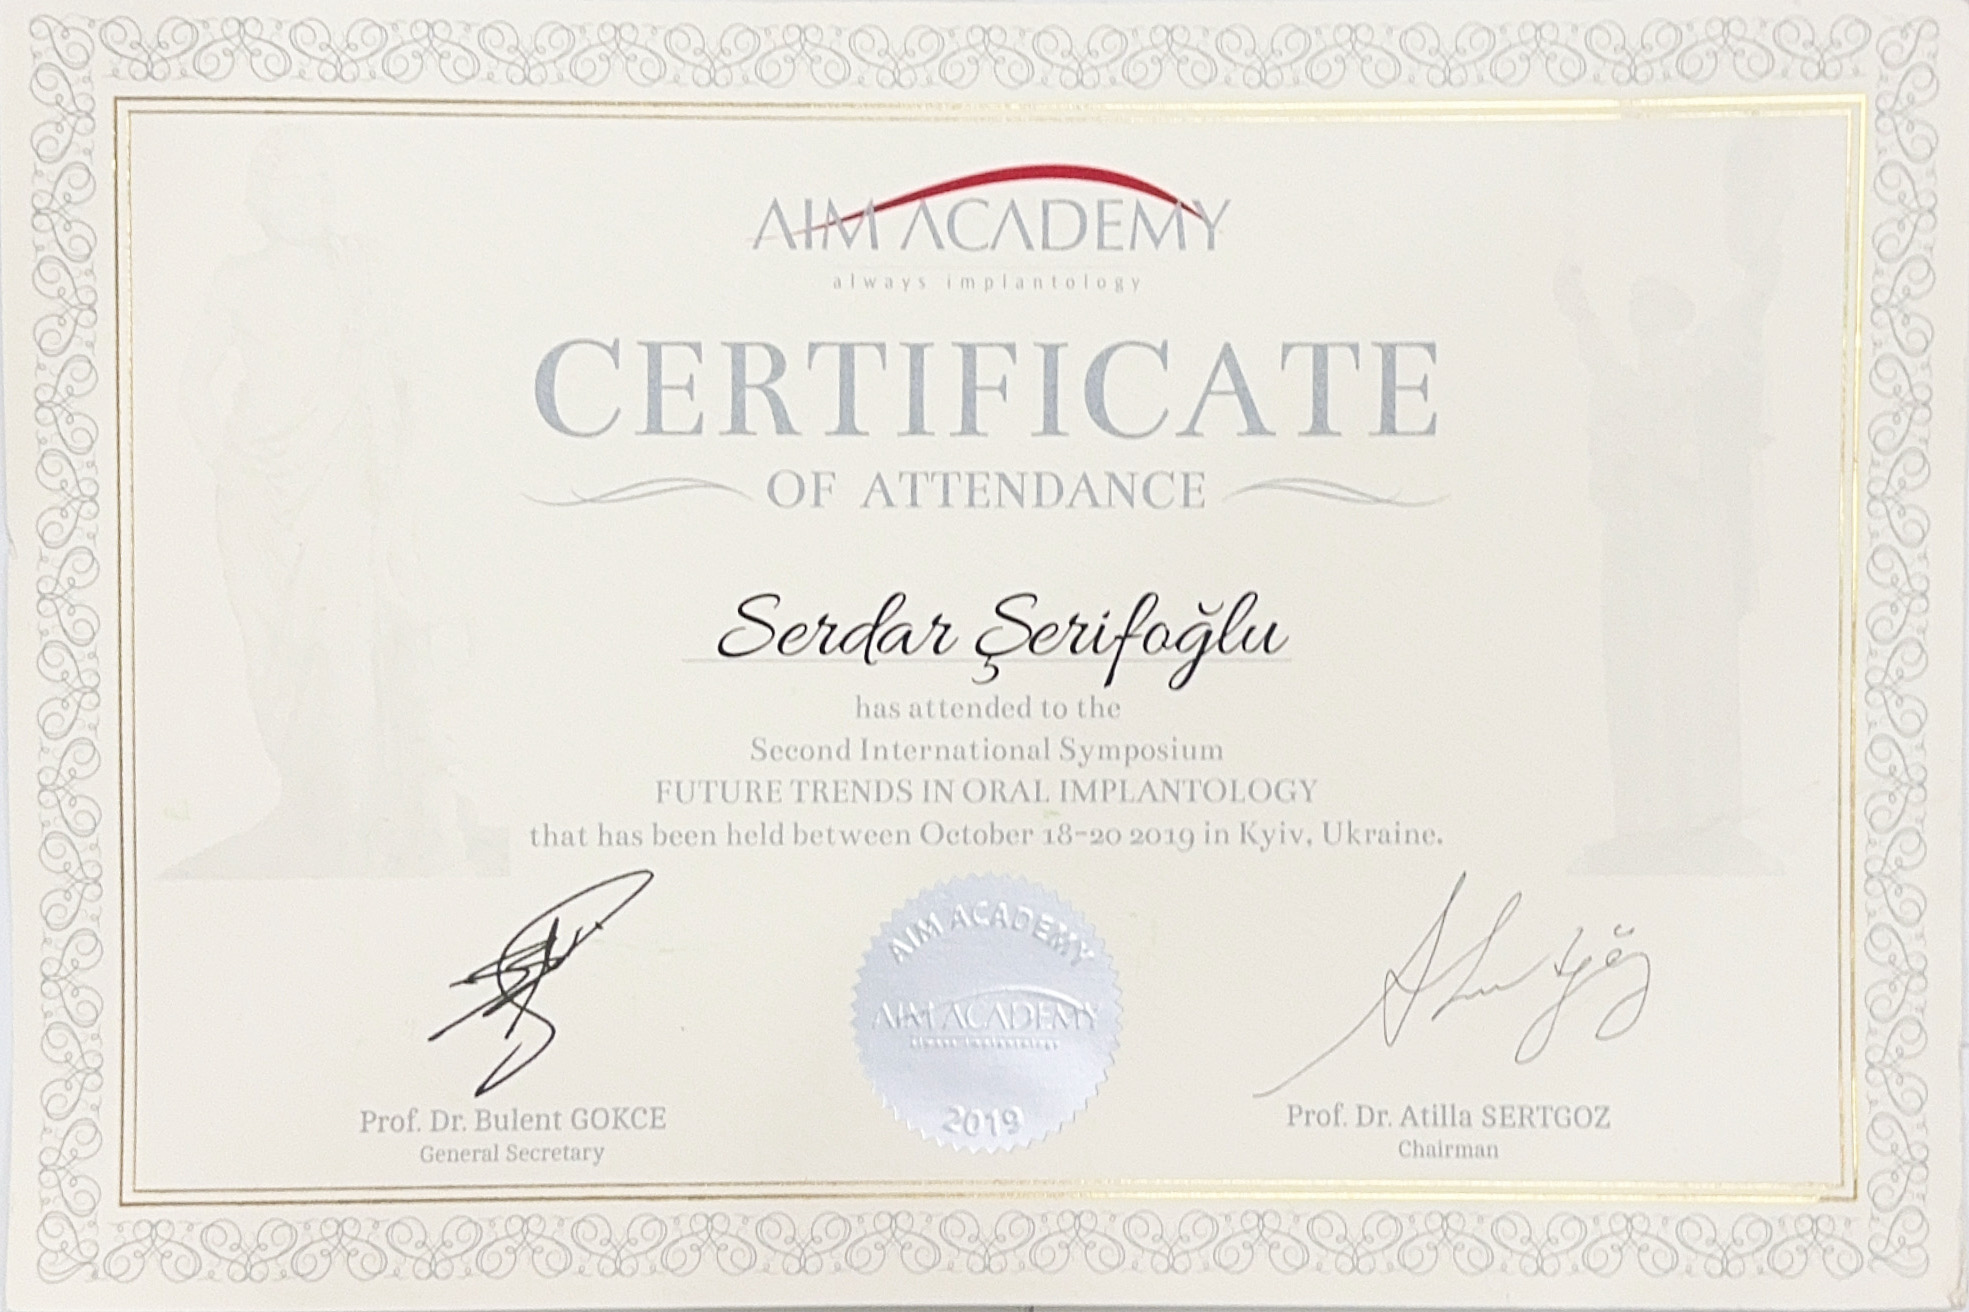 AIM ACADEMY
always implantology
CERTIFICATE
OF ATTENDANCE
Serdar Şerifoğlu
has attended to the
Second International Symposium
FUTURE TRENDS IN ORAL IMPLANTOLOGY
that has been held between October 18-20 2019 in Kyiv, Ukraine.
AIM ACADEMY
AIM ACADEMY
always implantology
2019
Prof. Dr. Bulent GOKCE
General Secretary
Prof. Dr. Atilla SERTGOZ
Chairman